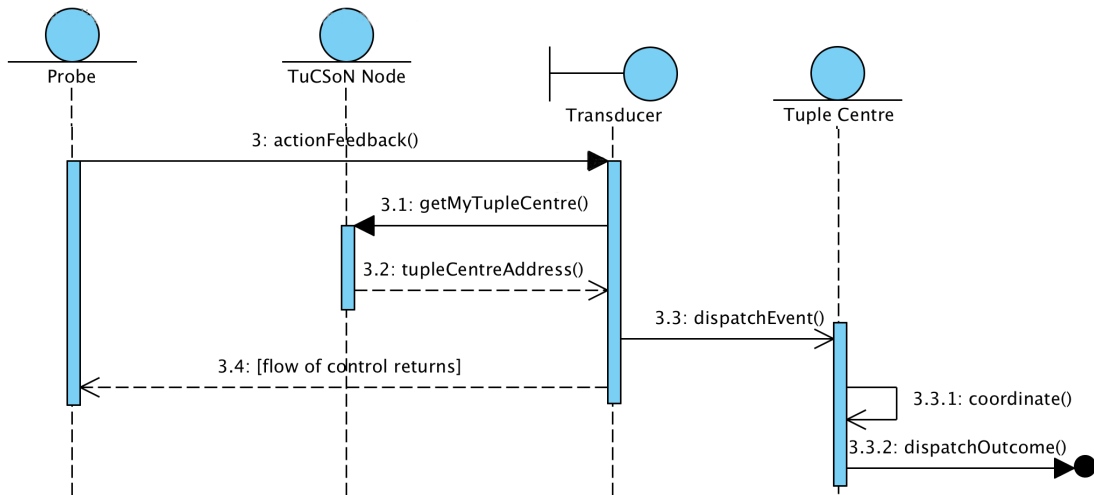 Probe
TuCSoN Node
Transducer
Tuple Centre
3: actionFeedback()
3.1: getMyTupleCentre()
3.2: tupleCentreAddress()
3.3: dispatchEvent()
3.4: [flow of control returns]
3.3.1: coordinate()
3.3.2: dispatchOutcome()